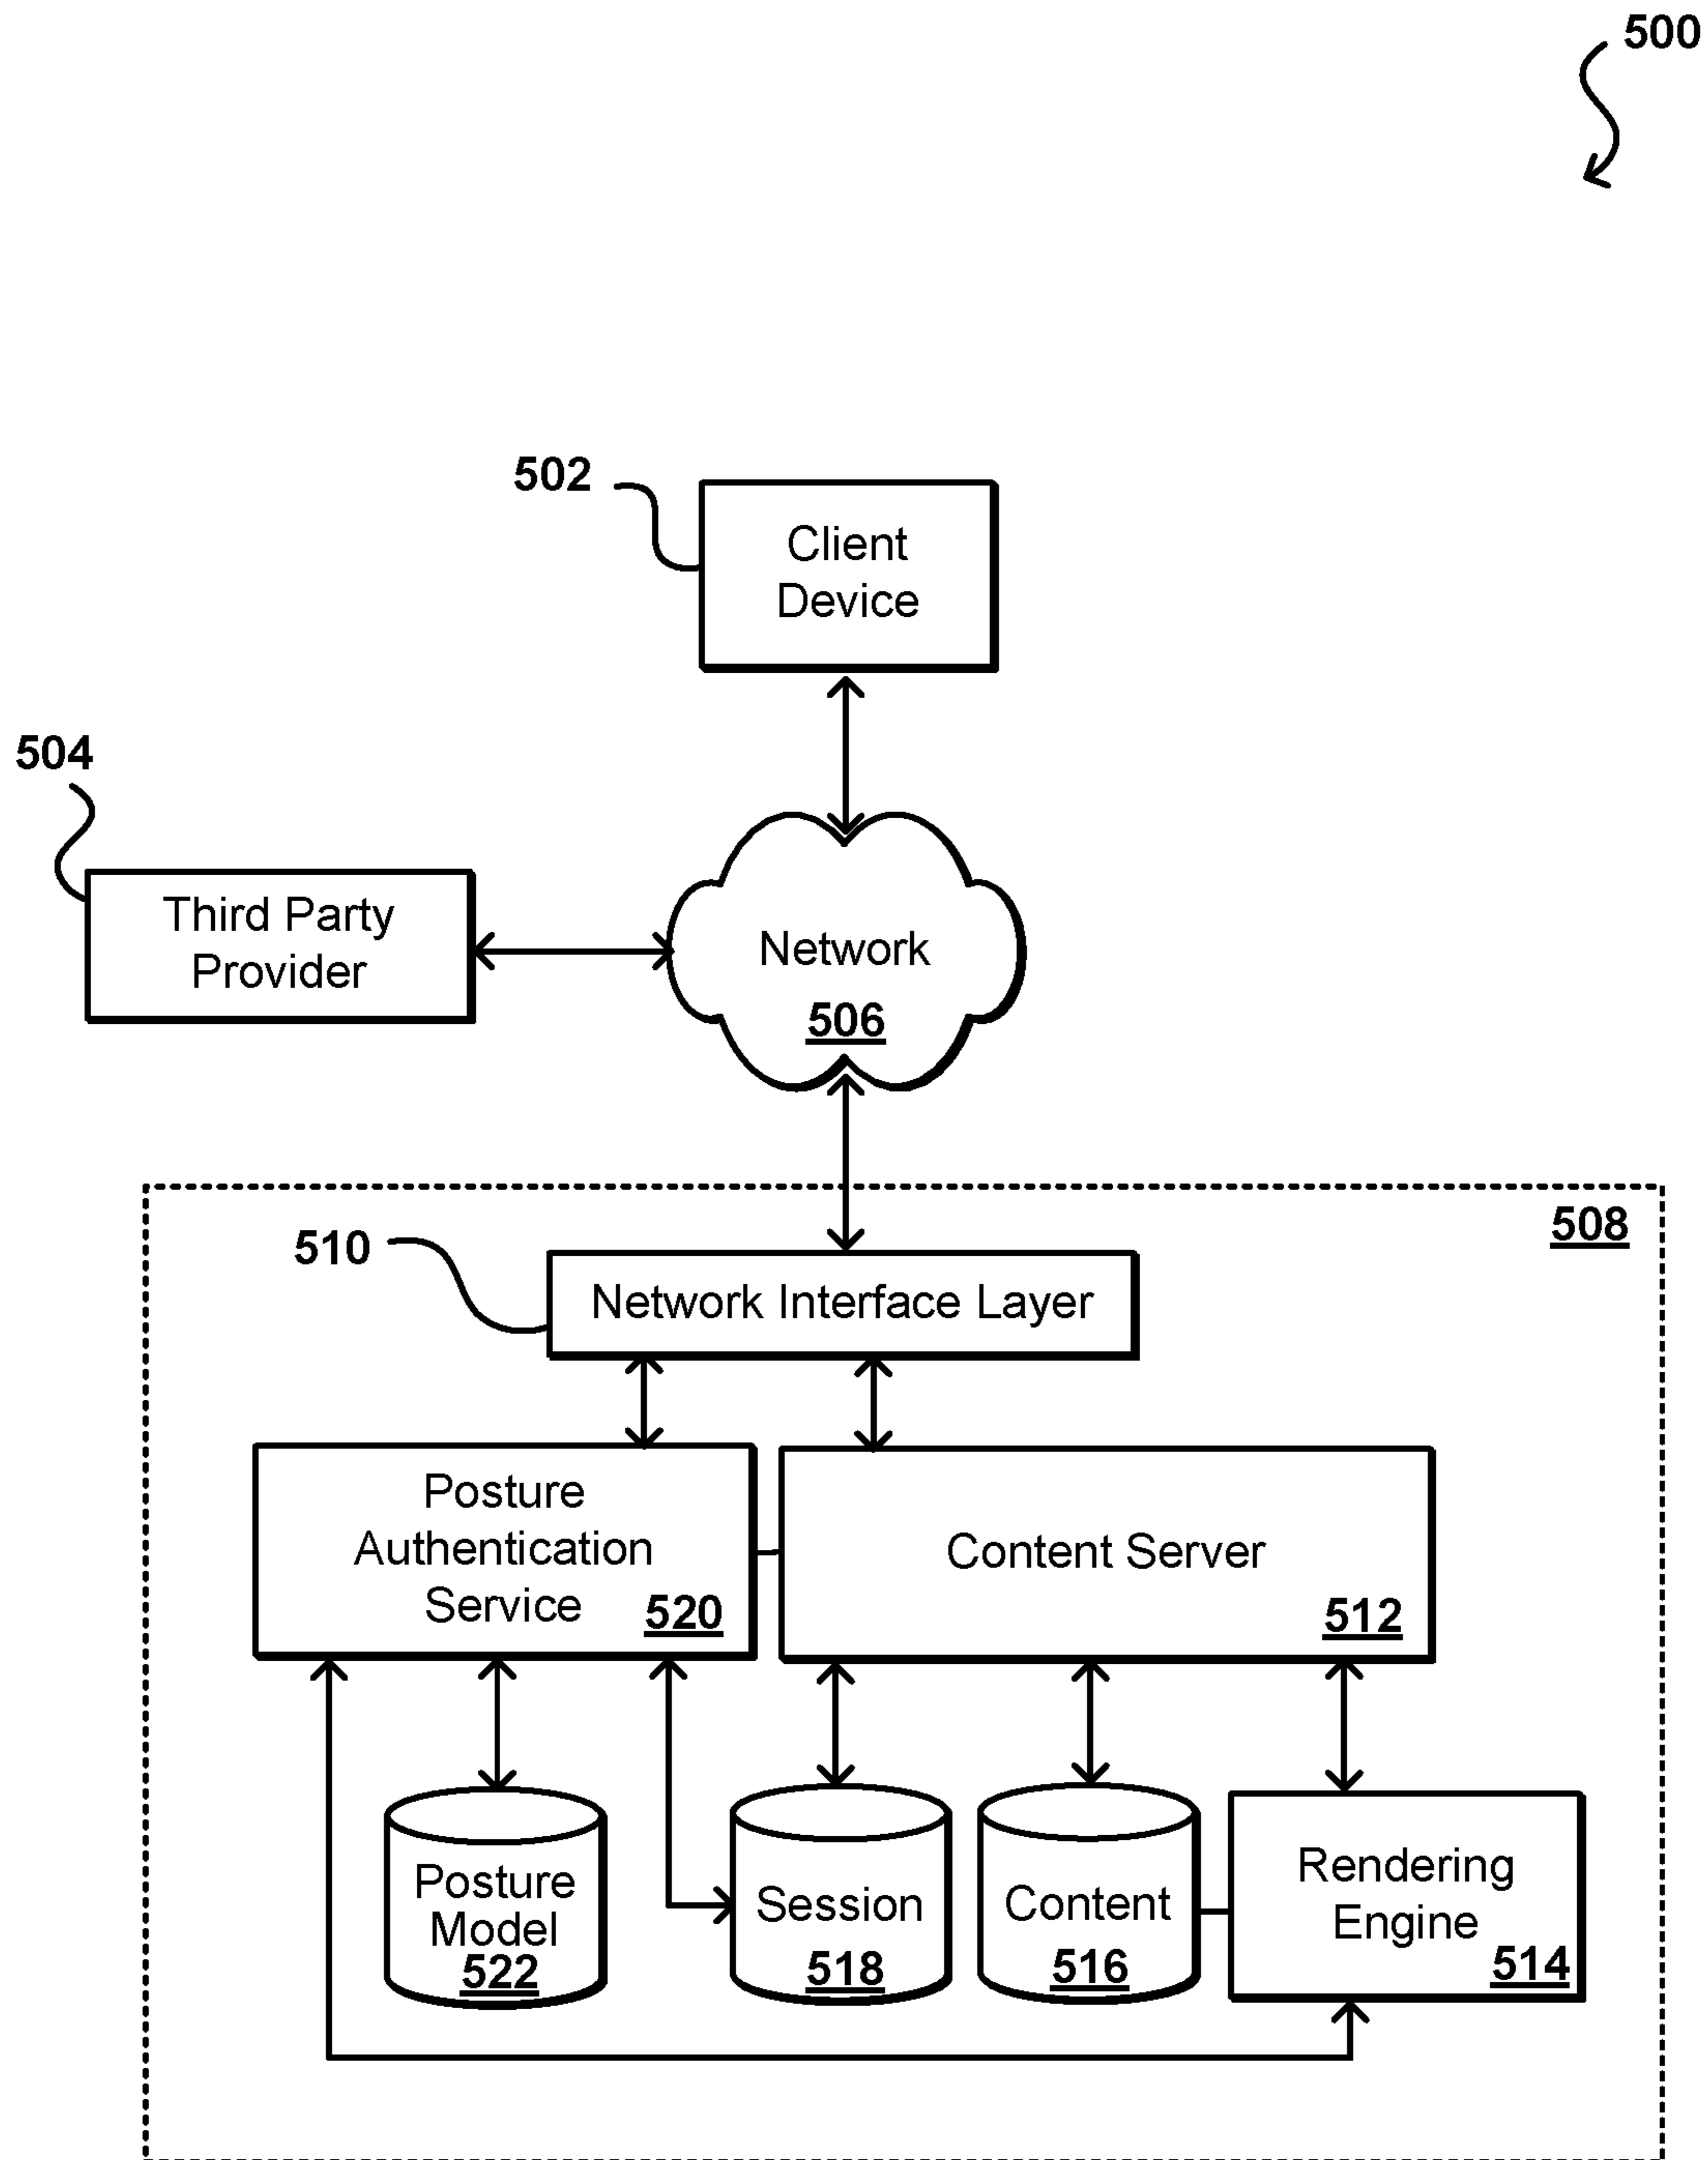 500
502
Client
Device
504
Third Party
Provider
Network
506
508
510
Network Interface Layer
Posture
Authentication
Service
520
Content Server
512
Posture
Model
522
Session
518
Content
516
Rendering
Engine
514